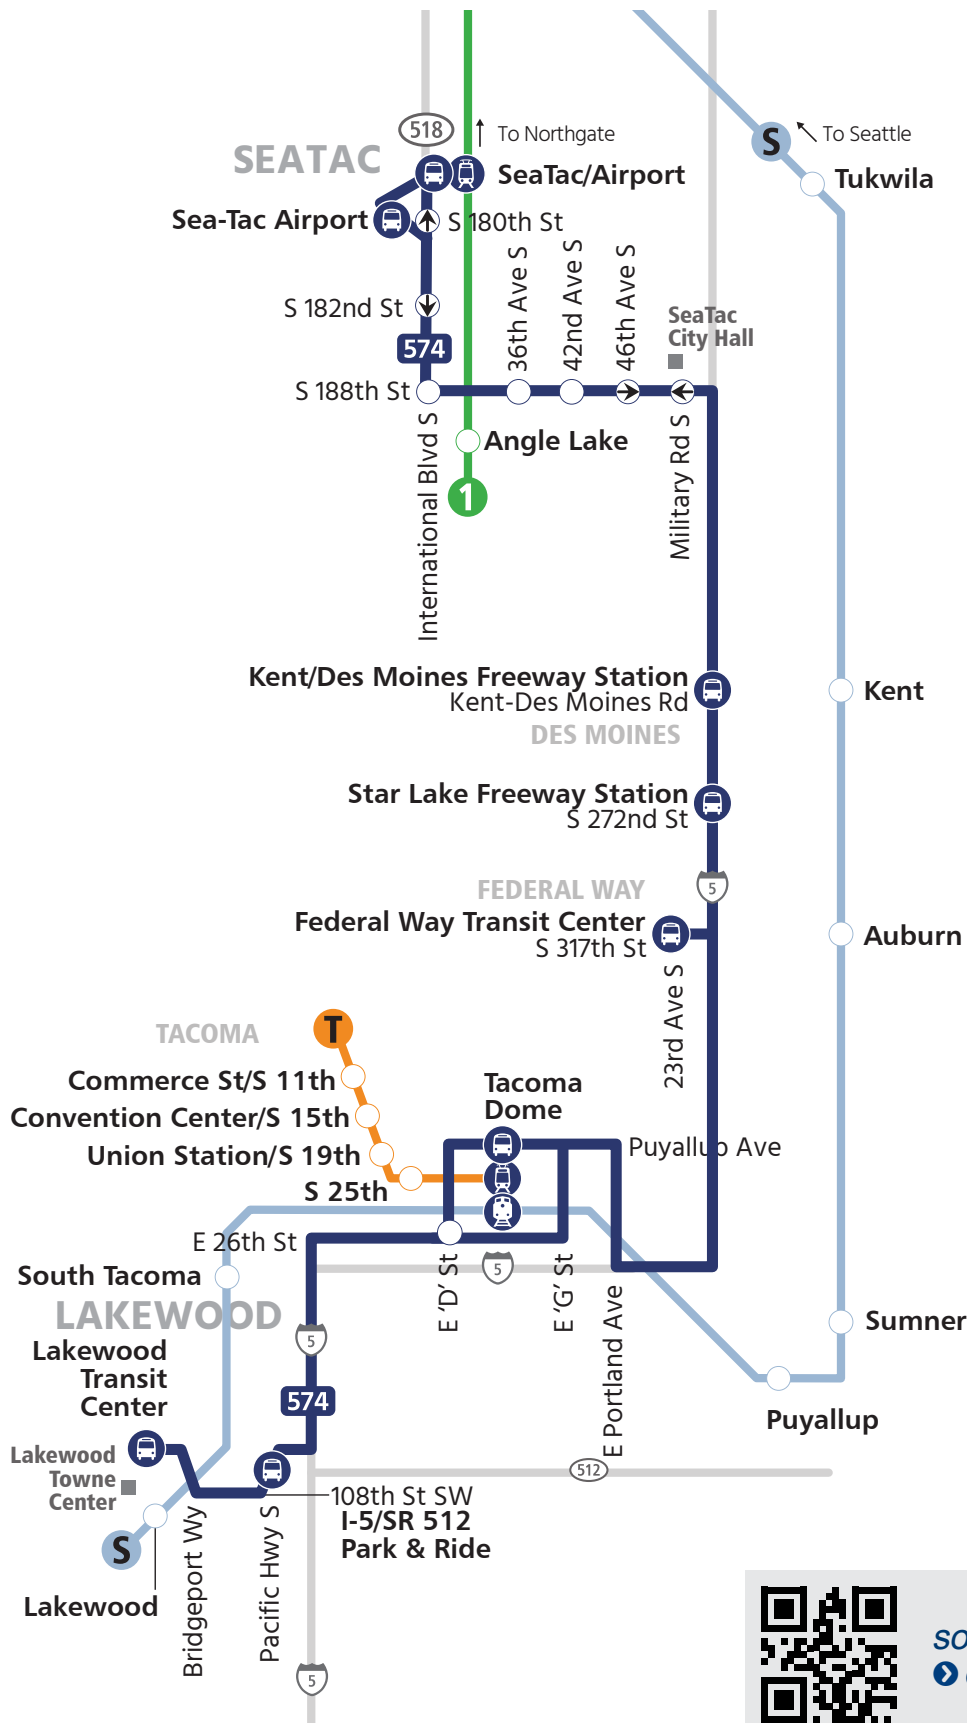 518
To Northgate
S
To Seattle
SEATAC
SeaTac/Airport
Tukwila
Sea-Tac Airport
S 180th St
S 182nd St
36th Ave S
42nd Ave S
46th Ave S
SeaTac
City Hall
574
S 188th St
International Blvd S
Angle Lake
Military Rd S
1
Kent/Des Moines Freeway Station
Kent-Des Moines Rd
Kent
DES MOINES
Star Lake Freeway Station
S 272nd St
5
FEDERAL WAY
Federal Way Transit Center
S 317th St
Auburn
23rd Ave S
T
TACOMA
Commerce St/S 11th
Convention Center/S 15th
Union Station/S 19th
S 25th
Tacoma
Dome
Puyallup Ave
E 26th St
South Tacoma
E 'D' St
5
E 'G' St
E Portland Ave
LAKEWOOD
Sumner
5
Lakewood
Transit
Center
574
Puyallup
Lakewood
Towne
Center
512
108th St SW
I-5/SR 512
Park & Ride
S
Lakewood
Bridgeport Wy
Pacific Hwy S
5
SO